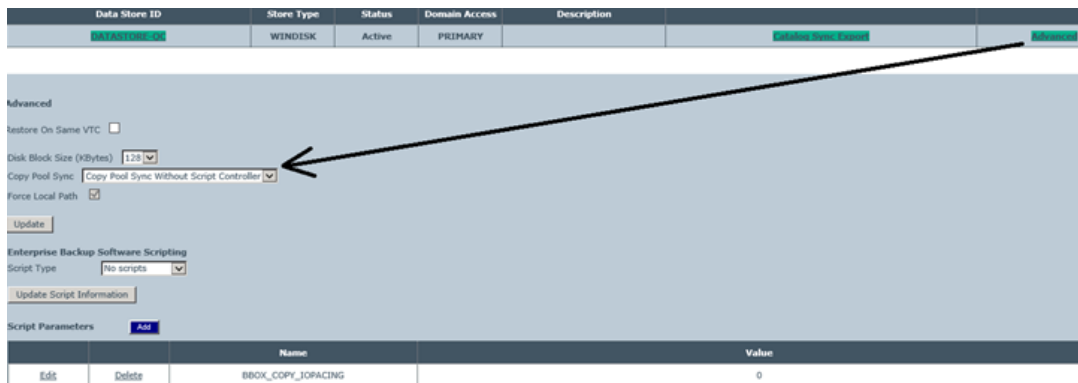 Data Store ID Store Type Status Domain Access Description
DATASTORE-QC WINDISK Active PRIMARY Catalog Sync Export Advanced
Advanced
Restore On Same VTC
Disk Block Size (KBytes) 128
Copy Pool Sync Copy Pool Sync Without Script Controller
Force Local Path
Update
Enterprise Backup Software Scripting
Script Type No scripts
Update Script Information
Script Parameters Add
Name Value
Edit Delete BBOX_COPY_IOPACING 0